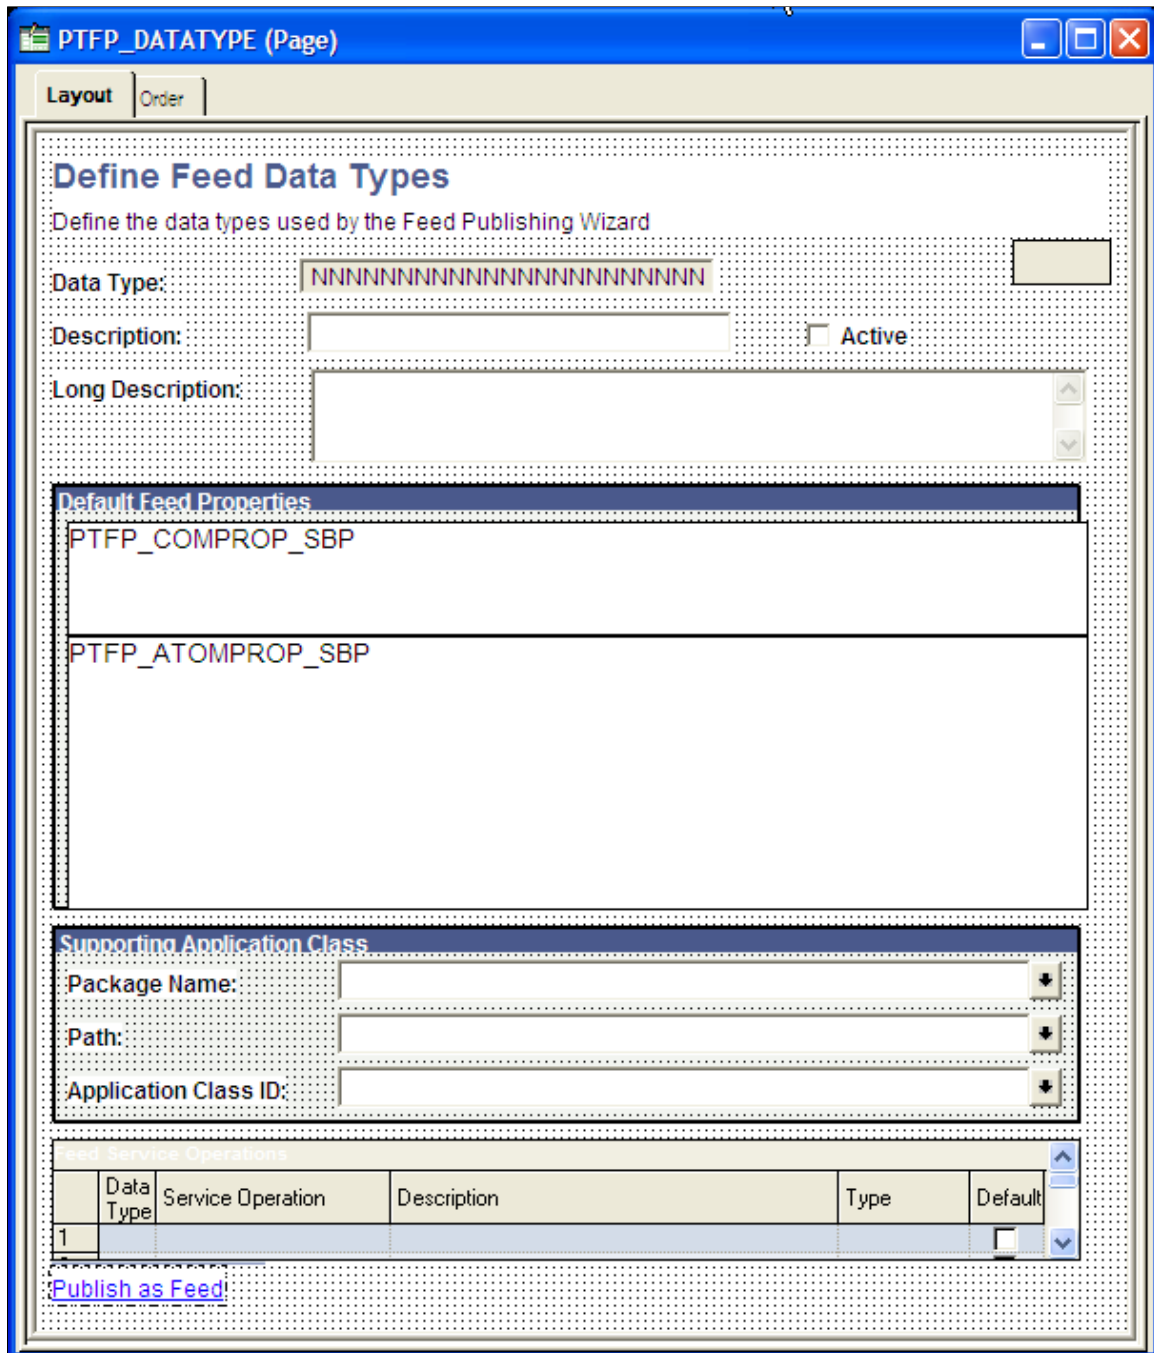 PTFP_DATATYPE (Page)
Layout
Order
Define Feed Data Types
Define the data types used by the Feed Publishing Wizard
Data Type:
NNNNNNNNNNNNNNNNNNNNNNN
Description:
Active
Long Description:
Default Feed Properties
PTFP_COMPROP_SBP
PTFP_ATOMPROP_SBP
Supporting Application Class
Package Name:
Path:
Application Class ID:
Feed Service Operations
Data Type Service Operation Description Type Default
1
Publish as Feed